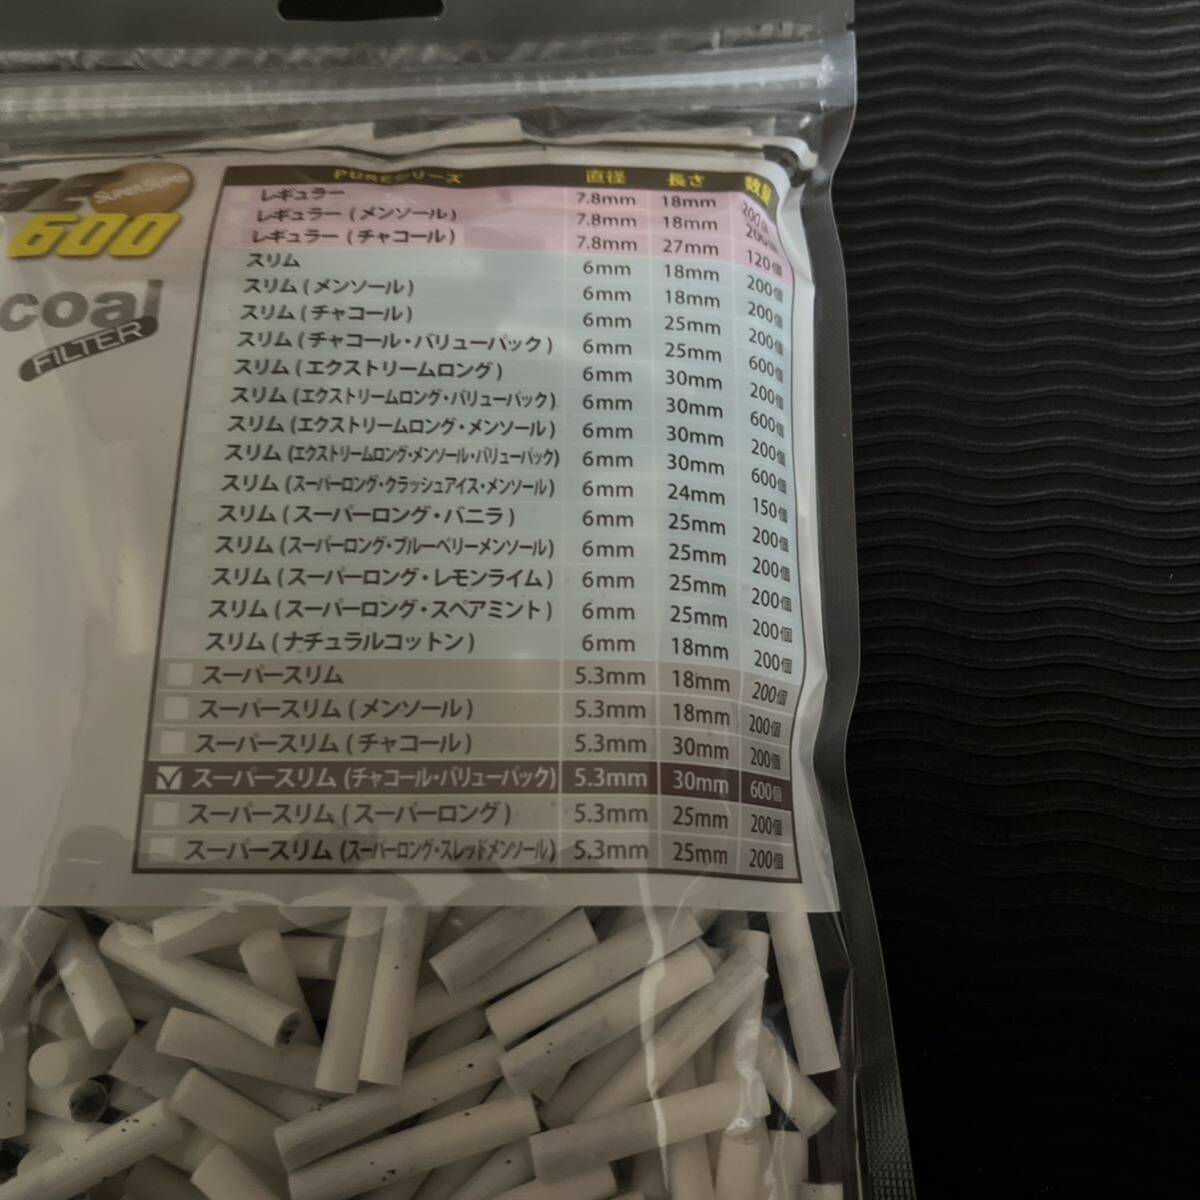 SUPER SLIM
600
coal
FILTER
PUREシリーズ 直径 長さ 数量
レギュラー 7.8mm 18mm 200個
レギュラー (メンソール) 7.8mm 18mm 200個
レギュラー (チャコール) 7.8mm 27mm 120個
スリム 6mm 18mm 200個
スリム (メンソール) 6mm 18mm 200個
スリム (チャコール) 6mm 25mm 200個
スリム (チャコール・バリューパック) 6mm 25mm 600個
スリム (エクストリームロング) 6mm 30mm 200個
スリム (エクストリームロング・バリューパック) 6mm 30mm 600個
スリム (エクストリームロング・メンソール) 6mm 30mm 200個
スリム (エクストリームロング・メンソール・バリューパック) 6mm 30mm 600個
スリム (スーパーロング・クラッシュアイス・メンソール) 6mm 24mm 150個
スリム (スーパーロング・バニラ) 6mm 25mm 200個
スリム (スーパーロング・ブルーベリーメンソール) 6mm 25mm 200個
スリム (スーパーロング・レモンライム) 6mm 25mm 200個
スリム (スーパーロング・スペアミント) 6mm 25mm 200個
スリム (ナチュラルコットン) 6mm 18mm 200個
スーパースリム 5.3mm 18mm 200個
スーパースリム (メンソール) 5.3mm 18mm 200個
スーパースリム (チャコール) 5.3mm 30mm 200個
スーパースリム (チャコール・バリューパック) 5.3mm 30mm 600個
スーパースリム (スーパーロング) 5.3mm 25mm 200個
スーパースリム (スーパーロング・スレッドメンソール) 5.3mm 25mm 200個